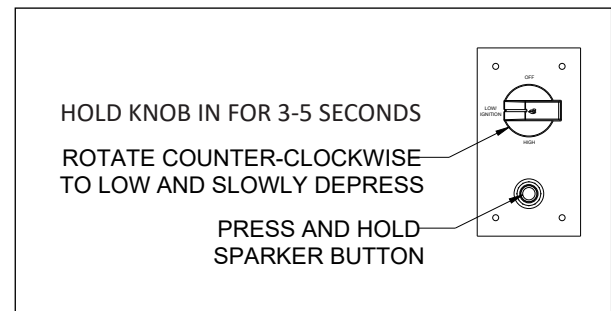 OFF
HOLD KNOB IN FOR 3-5 SECONDS
LOW/
IGNITION
ROTATE COUNTER-CLOCKWISE
TO LOW AND SLOWLY DEPRESS
HIGH
PRESS AND HOLD
SPARKER BUTTON